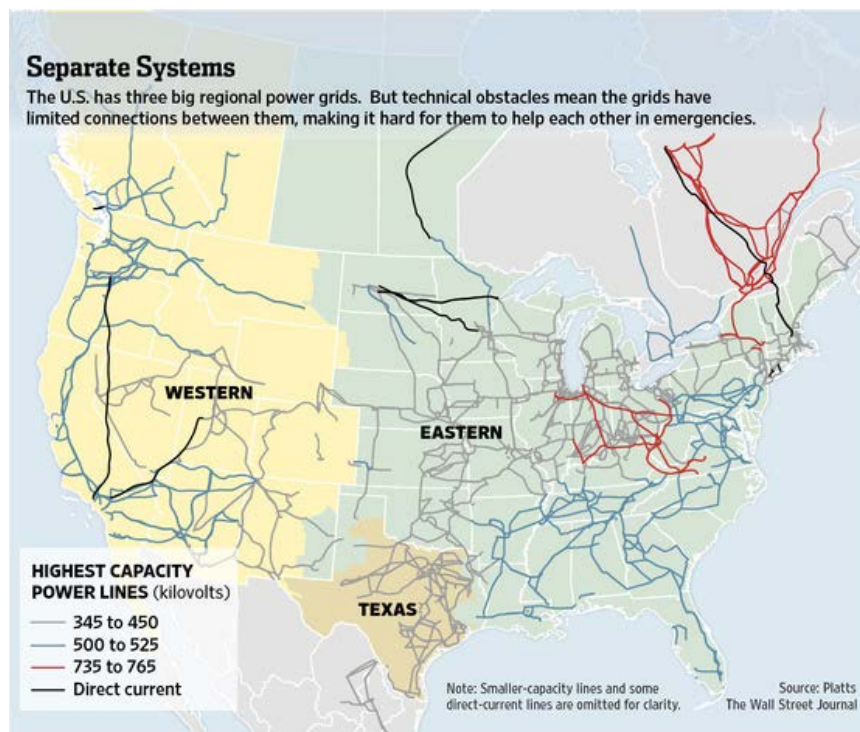 Separate Systems
The U.S. has three big regional power grids.  But technical obstacles mean the grids have
limited connections between them, making it hard for them to help each other in emergencies.
WESTERN
EASTERN
TEXAS
HIGHEST CAPACITY
POWER LINES (kilovolts)
345 to 450
500 to 525
735 to 765
Direct current
Note: Smaller-capacity lines and some
direct-current lines are omitted for clarity.
Source: Platts
The Wall Street Journal